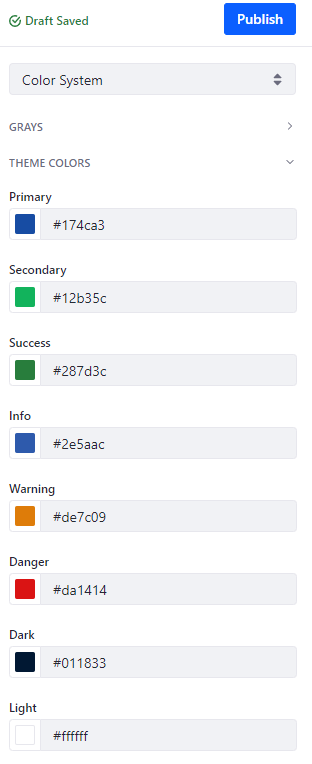 Draft Saved
Publish
Color System
GRAYS
THEME COLORS
Primary
#174ca3
Secondary
#12b35c
Success
#287d3c
Info
#2e5aac
Warning
#de7c09
Danger
#da1414
Dark
#011833
Light
#ffffff